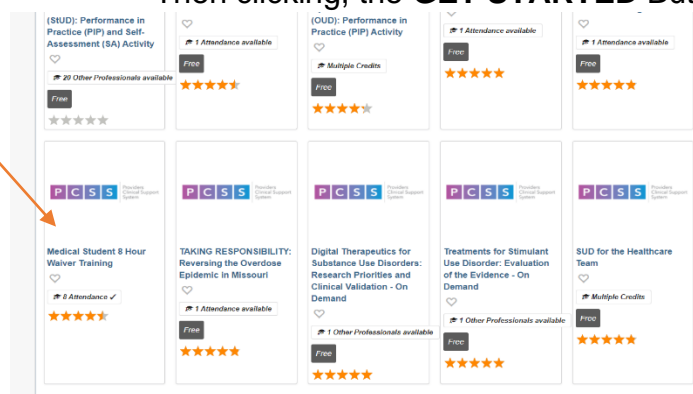 Then clicking, the GET STARTED Bu
(StUD): Performance in
Practice (PIP) and Self-
Assessment (SA) Activity
20 Other Professionals available
Free
1 Attendance available
Free
(OUD): Performance in
Practice (PIP) Activity
Multiple Credits
Free
1 Attendance available
Free
1 Attendance available
Free
PCSS Providers
Clinical Support
System
Medical Student 8 Hour
Waiver Training
8 Attendance ✓
PCSS Providers
Clinical Support
System
TAKING RESPONSIBILITY:
Reversing the Overdose
Epidemic in Missouri
1 Attendance available
Free
PCSS Providers
Clinical Support
System
Digital Therapeutics for
Substance Use Disorders:
Research Priorities and
Clinical Validation - On
Demand
1 Other Professionals available
Free
PCSS Providers
Clinical Support
System
Treatments for Stimulant
Use Disorder: Evaluation
of the Evidence - On
Demand
1 Other Professionals available
Free
PCSS Providers
Clinical Support
System
SUD for the Healthcare
Team
Multiple Credits
Free